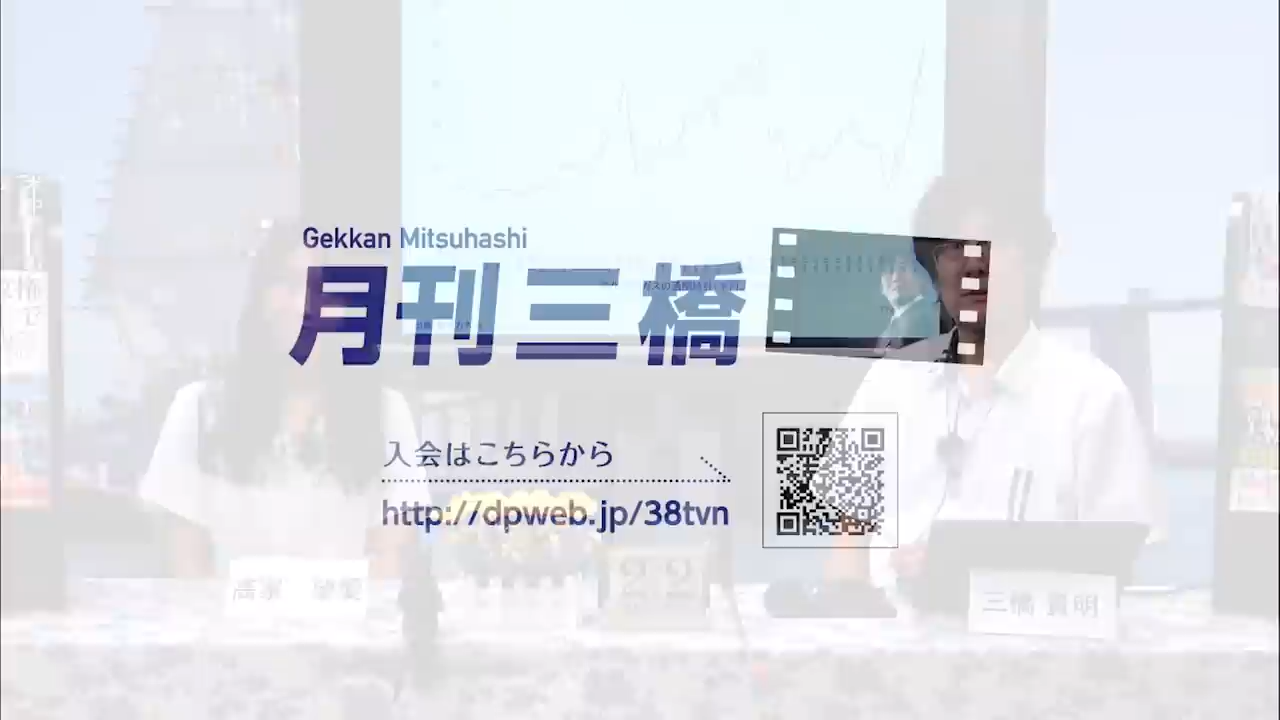 Gekkan Mitsuhashi
月刊三橋
入会はこちらから
http://dpweb.jp/38tvn
22
三橋 貴明